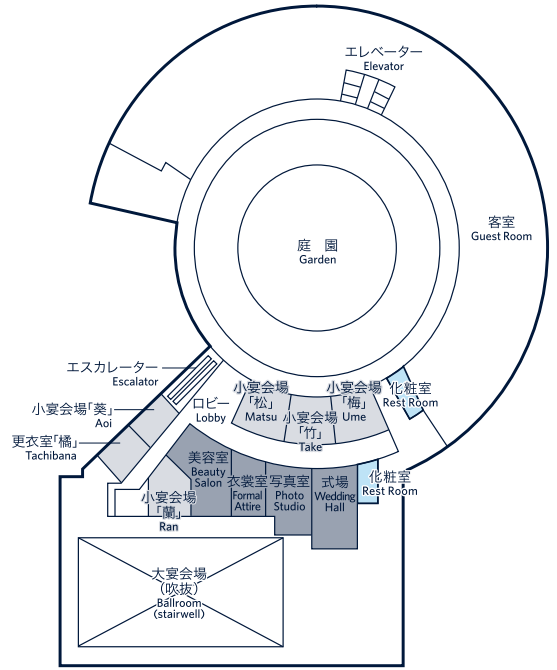 エレベーター
Elevator
客室
Guest Room
庭 園
Garden
エスカレーター
Escalator
小宴会場「葵」
Aoi
更衣室「橘」
Tachibana
ロビー
Lobby
小宴会場
「松」
Matsu
小宴会場
「竹」
Take
小宴会場
「梅」
Ume
化粧室
Rest Room
美容室
Beauty
Salon
衣裳室
Formal
Attire
写真室
Photo
Studio
式場
Wedding
Hall
化粧室
Rest Room
小宴会場
「蘭」
Ran
大宴会場
(吹抜)
Ballroom
(stairwell)